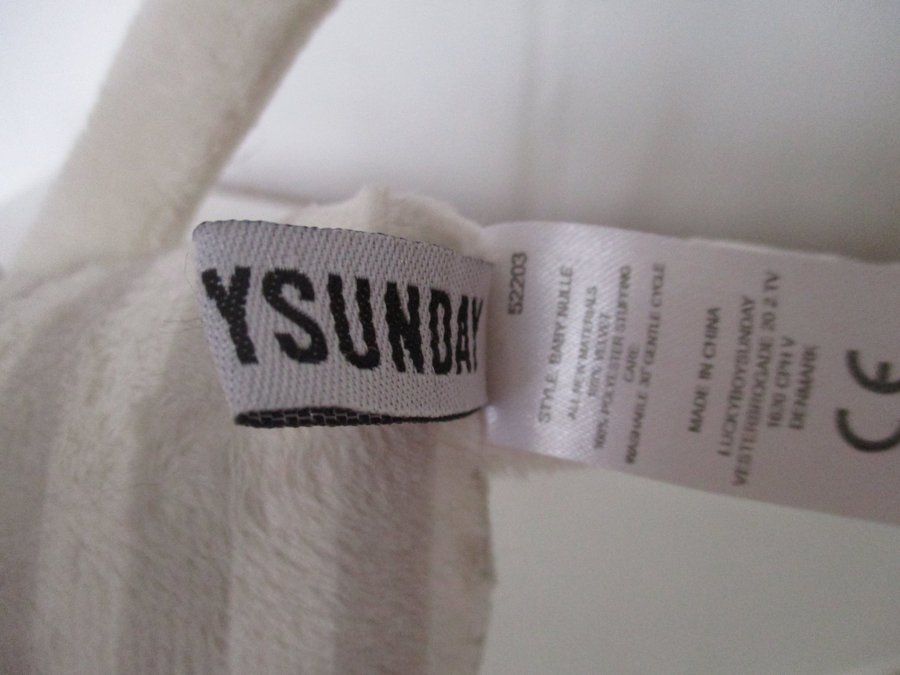 YSUNDAY
52203
STYLE: BABY NULLE
ALL NEW MATERIALS
100% VELVET
100% POLYESTER STUFFING
CARE:
WASHABLE 30° GENTLE CYCLE
MADE IN CHINA
LUCKYBOYSUNDAY
VESTERBROGADE 20 2 TV
CPH V
DENMARK
CE